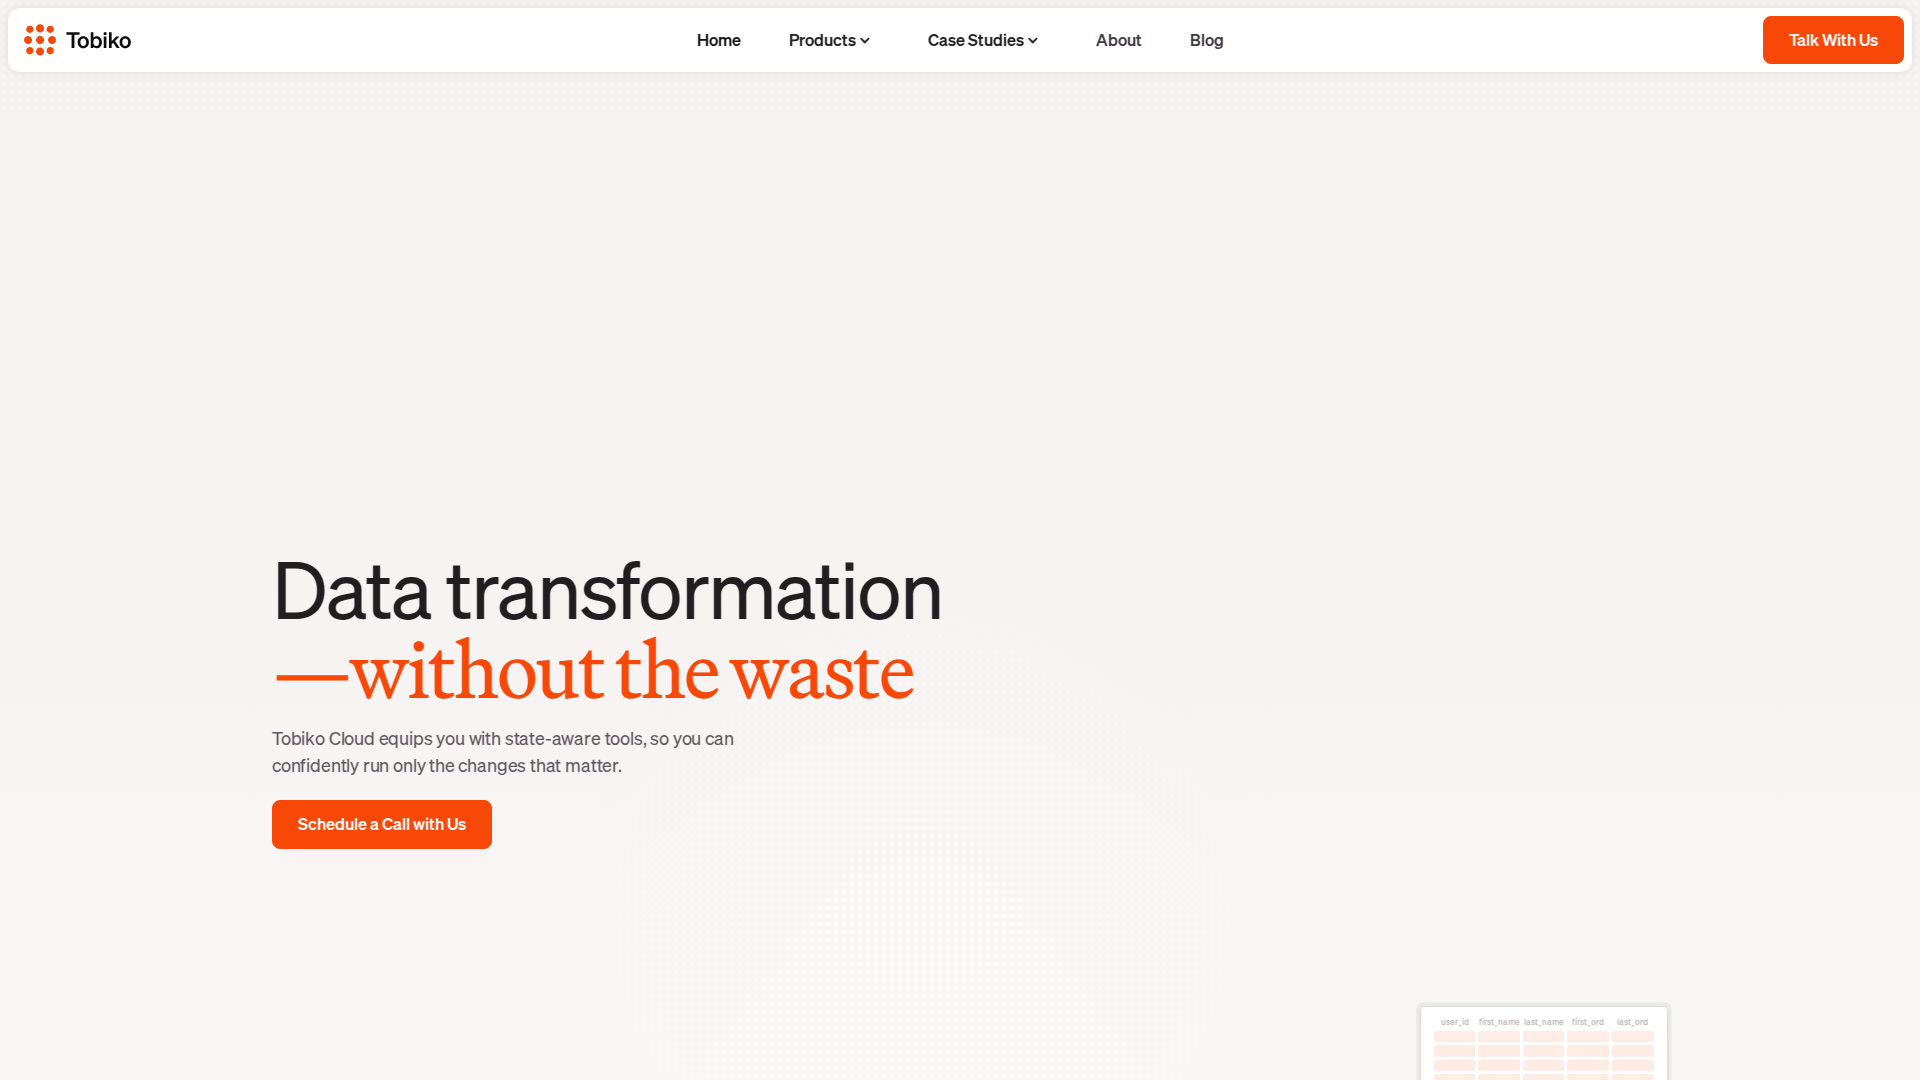 Tobiko
Home
Products
Case Studies
About
Blog
Talk With Us
Data transformation
—without the waste
Tobiko Cloud equips you with state-aware tools, so you can
confidently run only the changes that matter.
Schedule a Call with Us
user_id first_name last_name first_ord last_ord